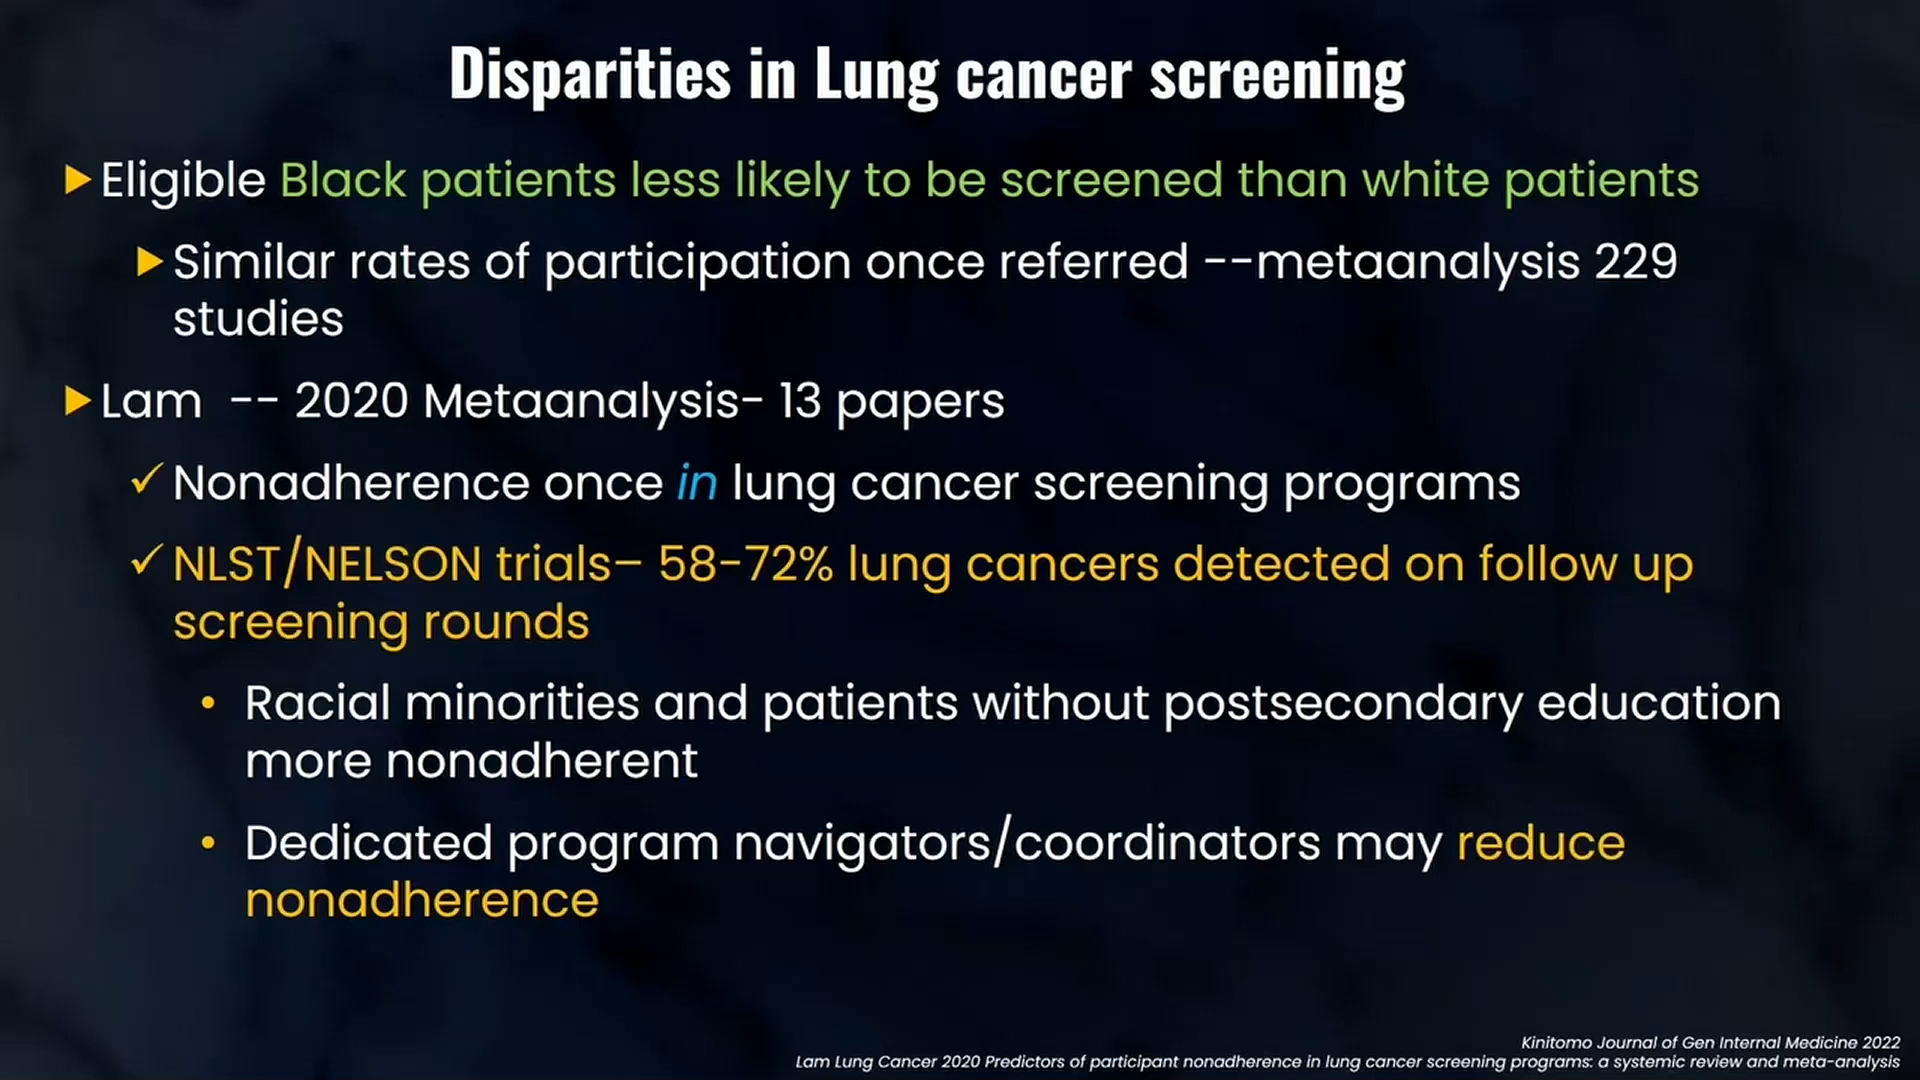 Disparities in Lung cancer screening
Eligible Black patients less likely to be screened than white patients
Similar rates of participation once referred --metaanalysis 229
studies
Lam -- 2020 Metaanalysis- 13 papers
Nonadherence once in lung cancer screening programs
NLST/NELSON trials– 58-72% lung cancers detected on follow up
screening rounds
Racial minorities and patients without postsecondary education
more nonadherent
Dedicated program navigators/coordinators may reduce
nonadherence
Kinitomo Journal of Gen Internal Medicine 2022
Lam Lung Cancer 2020 Predictors of participant nonadherence in lung cancer screening programs: a systemic review and meta-analysis